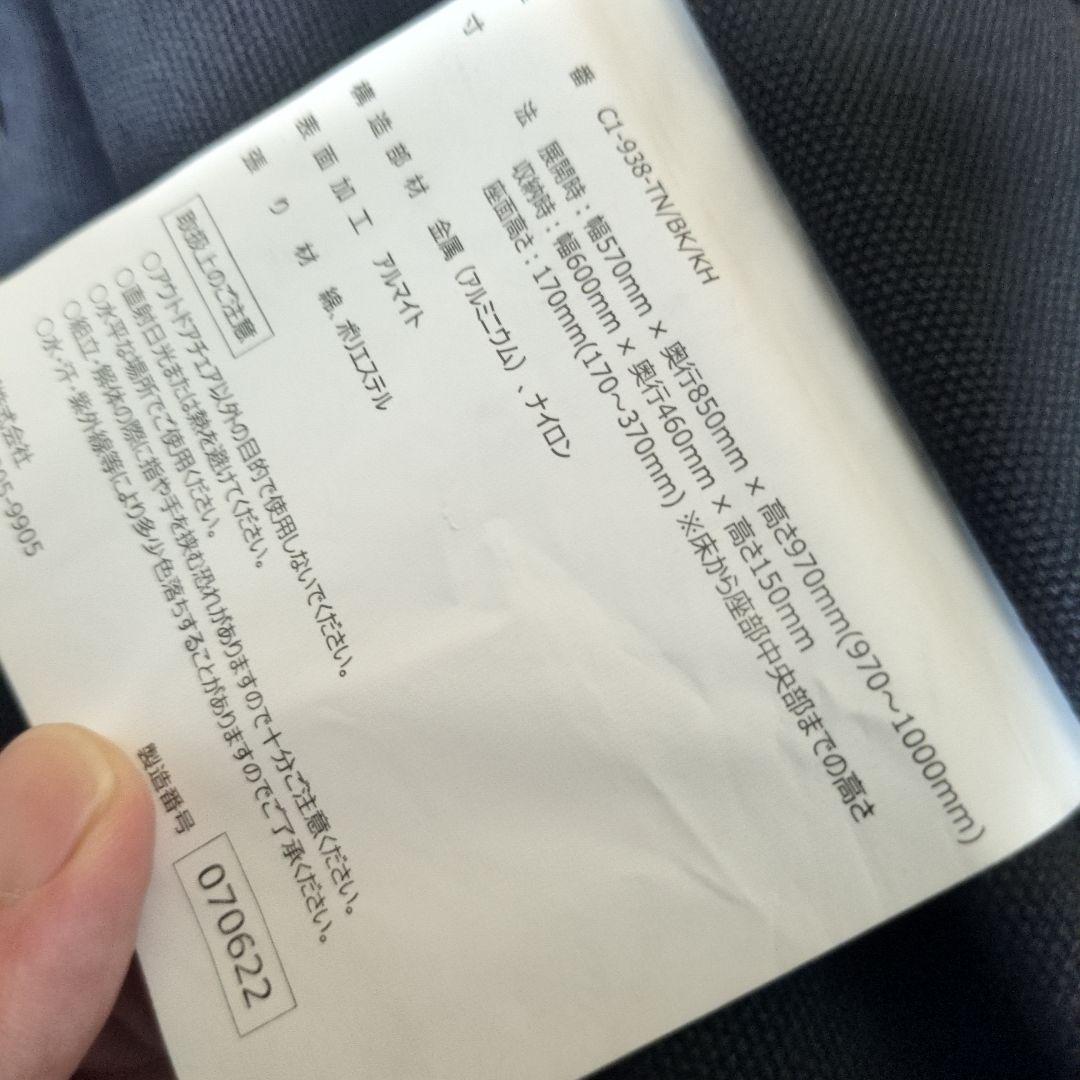 番 C1-938-TN/BK/KH
寸 法 展開時：幅570mm × 奥行850mm × 高さ970mm(970～1000mm)
収納時：幅600mm × 奥行460mm × 高さ150mm
座面高さ：170mm(170～370mm) ※床から座部中央部までの高さ
構造部材 金属（アルミニウム）、ナイロン
表面加工 アルマイト
張り材 綿、ポリエステル
取扱上のご注意
○アウトドアチェアツ以外の目的で使用しないでください。
○直射日光または熱を避けてください。
○水平な場所でご使用ください。
○組立・解体の際に指や手を挟む恐れがありますので十分ご注意ください。
○水・汗・紫外線等により多少色落ちすることがありますのでご了承ください。
製造番号 070622
株式会社
05-9905